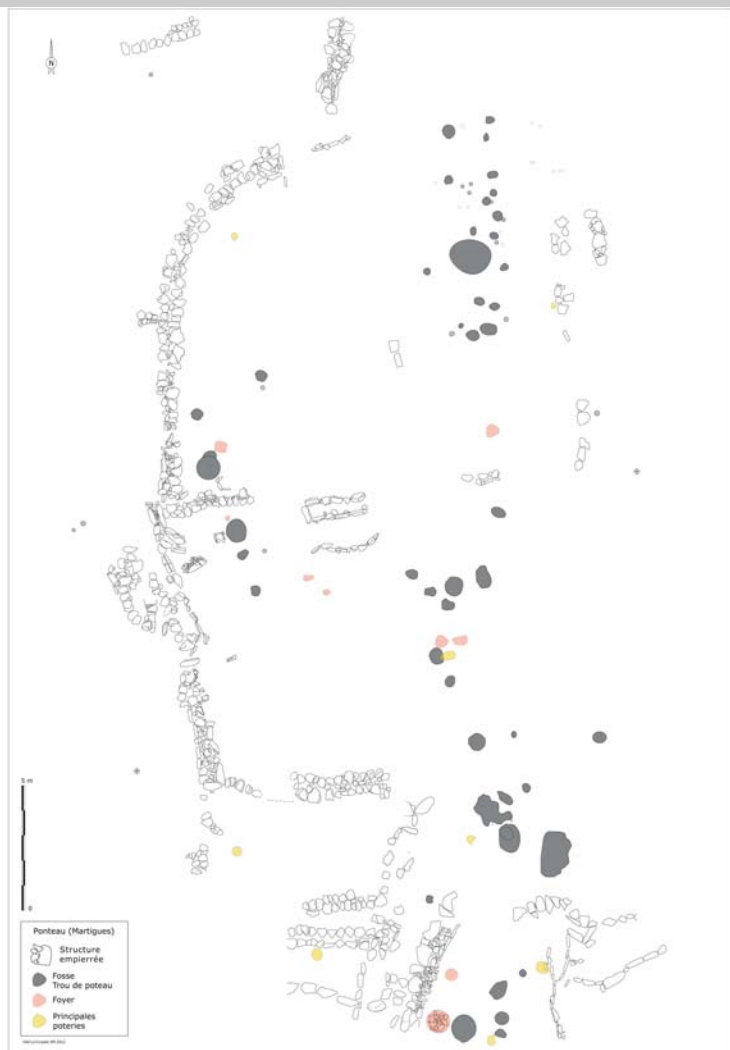 N
5 m
0
Ponteau (Martigues)
Structure
empierrée
Fosse
Trou de poteau
Foyer
Principales
poteries